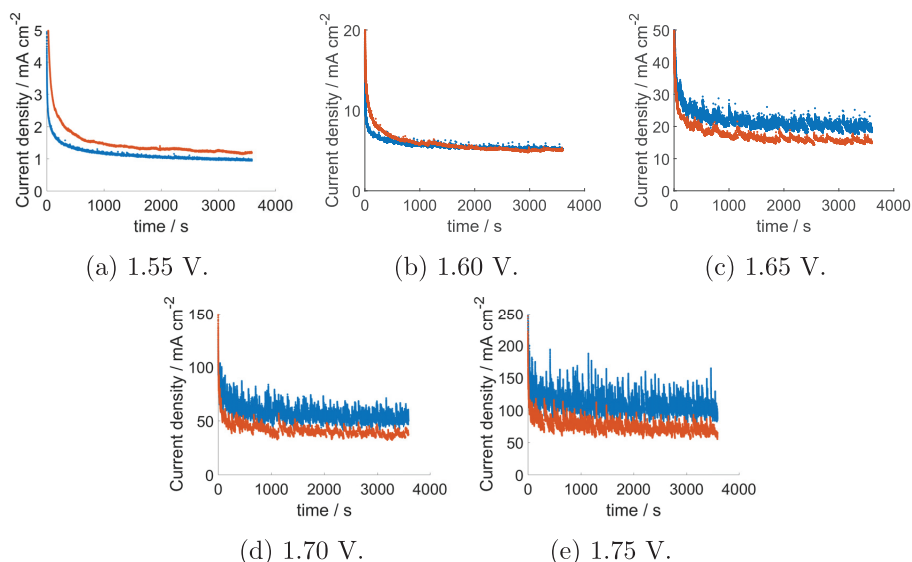 Current density / mA cm-2
5
4
3
2
1
0
0 1000 2000 3000 4000
time / s
(a) 1.55 V.
Current density / mA cm-2
20
10
0
0 1000 2000 3000 4000
time / s
(b) 1.60 V.
Current density / mA cm-2
50
40
30
20
10
0
0 1000 2000 3000 4000
time / s
(c) 1.65 V.
Current density / mA cm-2
150
100
50
0
0 1000 2000 3000 4000
time / s
(d) 1.70 V.
Current density / mA cm-2
250
200
150
100
50
0
0 1000 2000 3000 4000
time / s
(e) 1.75 V.